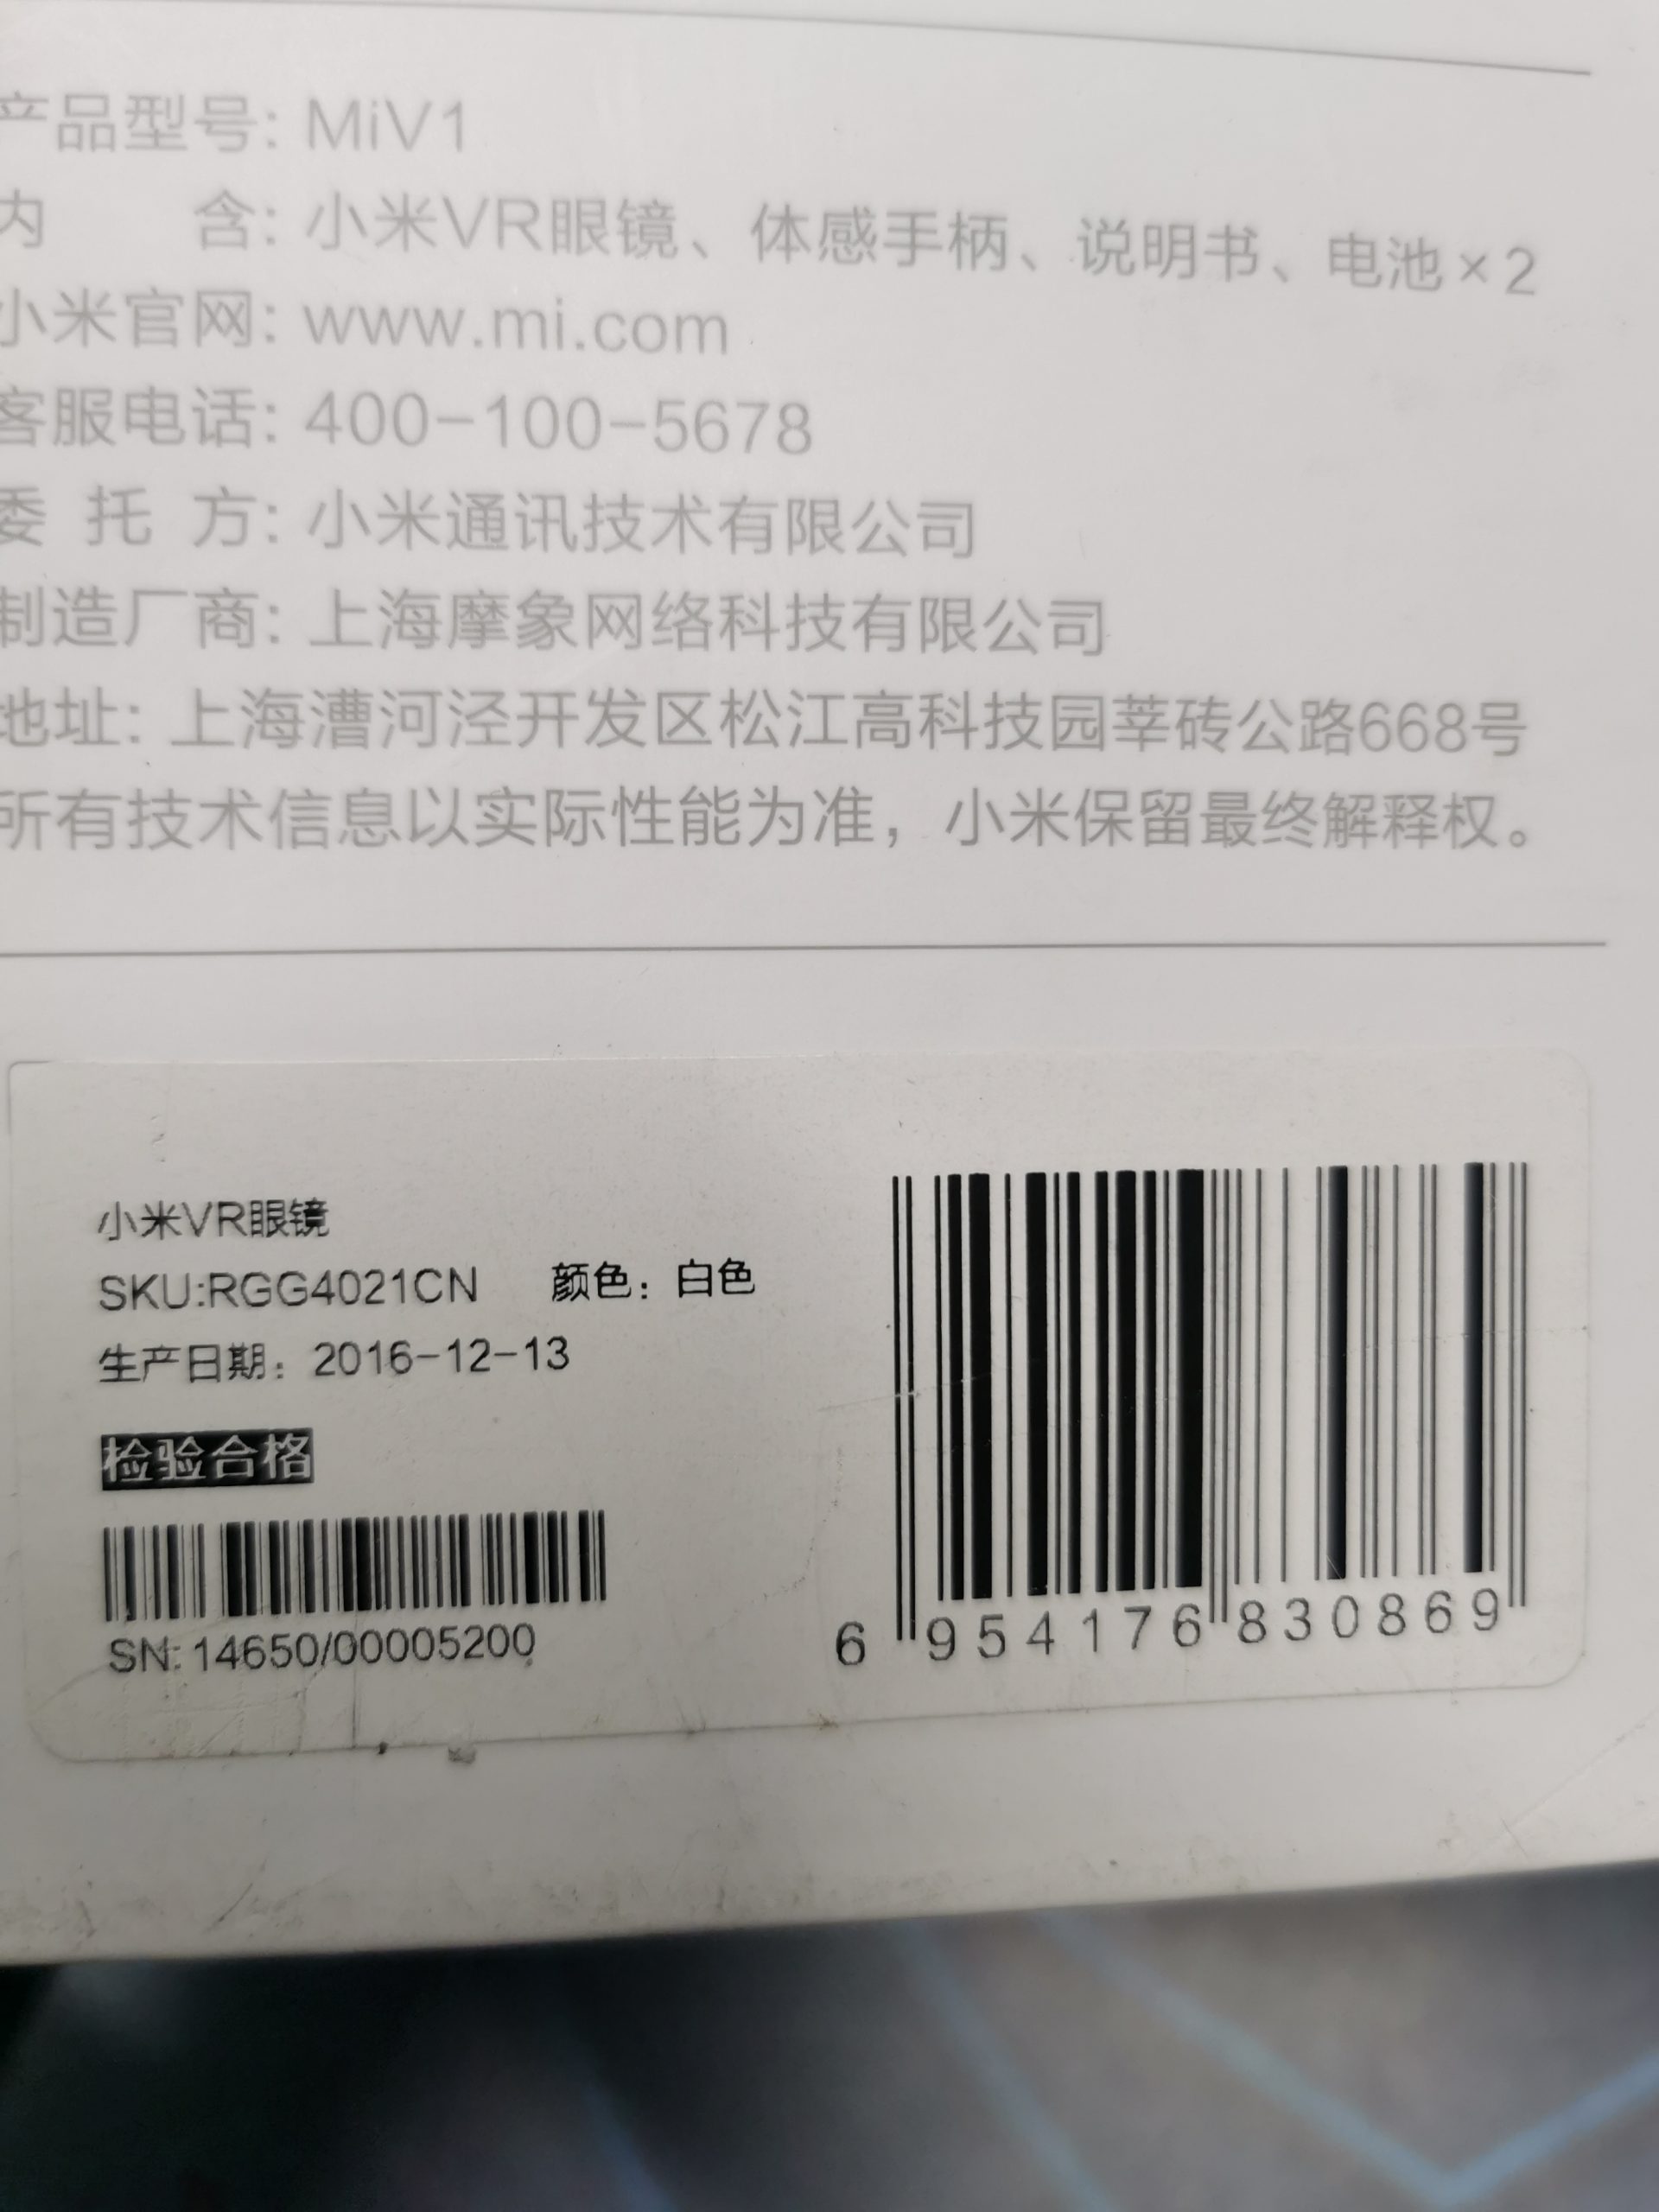 产品型号: MiV1
内 含: 小米VR眼镜、体感手柄、说明书、电池×2
小米官网: www.mi.com
客服电话: 400-100-5678
委 托 方: 小米通讯技术有限公司
制造厂商: 上海摩象网络科技有限公司
地址: 上海漕河泾开发区松江高科技园莘砖公路668号
所有技术信息以实际性能为准，小米保留最终解释权。
小米VR眼镜
SKU:RGG4021CN 颜色：白色
生产日期：2016-12-13
检验合格
SN:14650/00005200
6 954176 830869